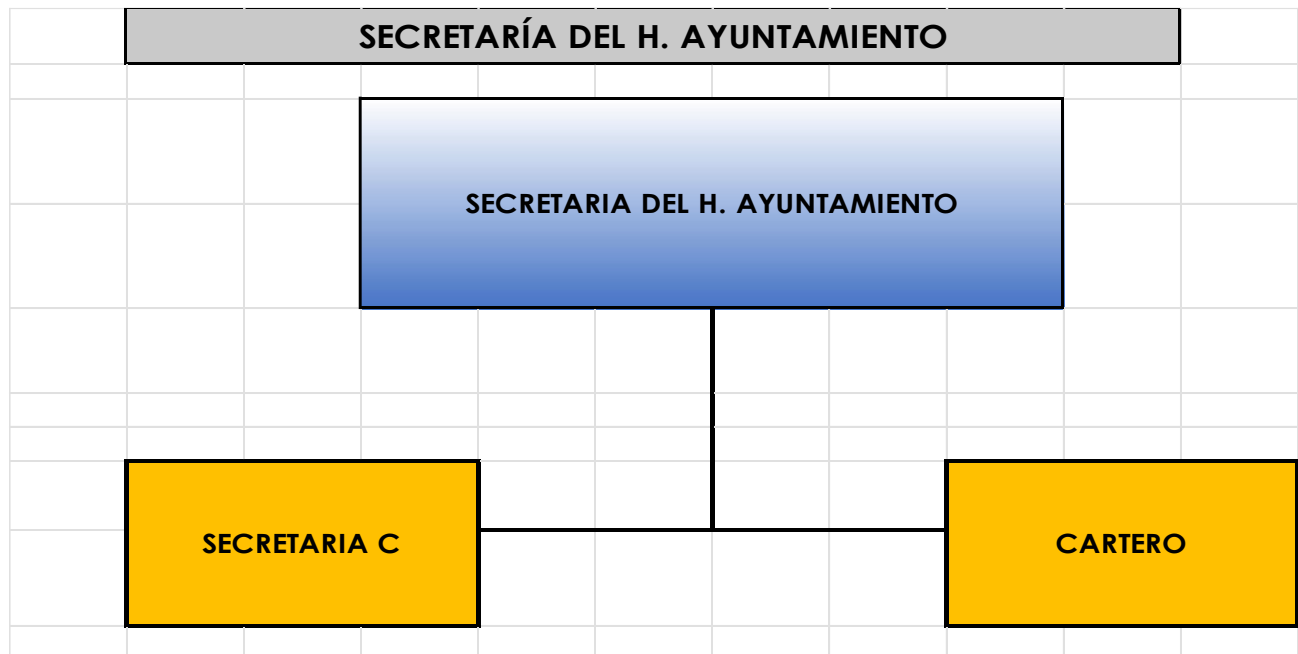 SECRETARÍA DEL H. AYUNTAMIENTO
SECRETARIA DEL H. AYUNTAMIENTO
SECRETARIA C
CARTERO